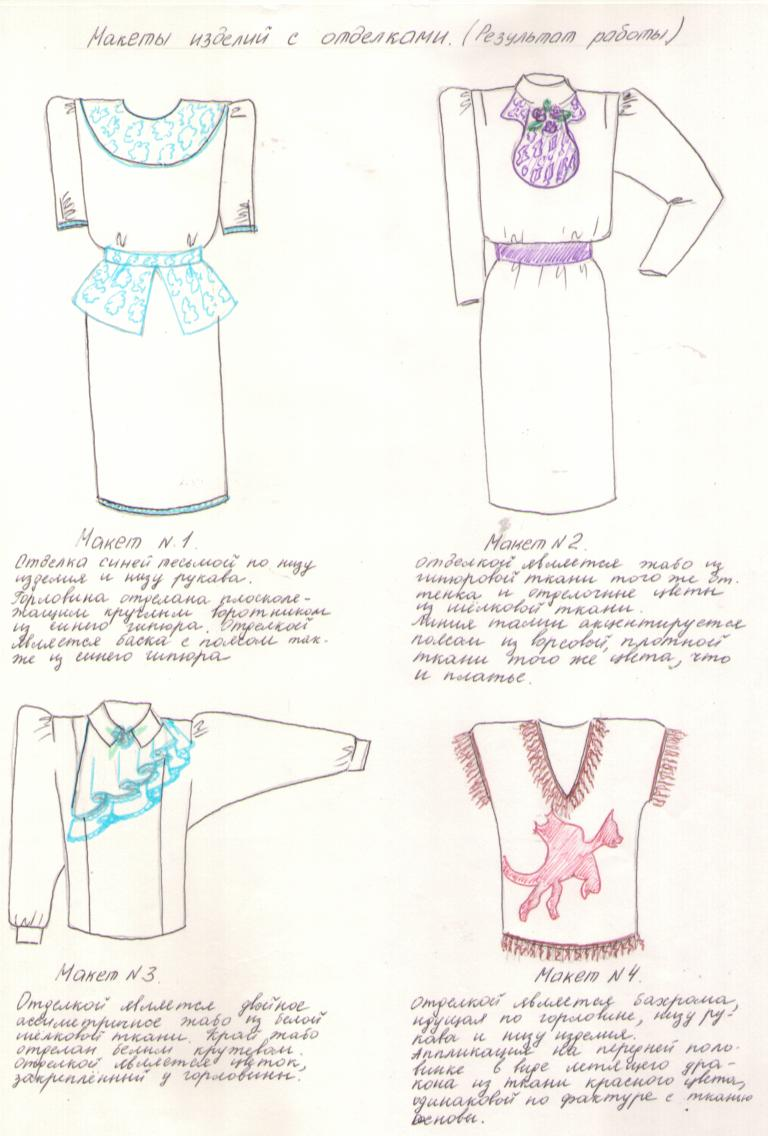 Макеты изделий с отделками. (Результат работы)
Макет N.1.
Отделка синей тесьмой по низу
изделия и низу рукава.
Горловина отделана плосколе-
жащим круглым воротником
из синего гипюра. Отделкой
является баска с поясом так-
же из синего гипюра
Макет N2.
Отделкой является жабо из
гипюровой ткани того же от-
тенка и отделочные цветы
из шёлковой ткани.
Линия талии акцентируется
поясом из ворсовой, плотной
ткани того же цвета, что
и платье.
Макет N3.
Отделкой является двойное
ассиметричное жабо из белой
шёлковой ткани. Край жабо
отделан белым кружевом.
Отделкой является цветок,
закреплённый у горловины.
Макет N4.
Отделкой является бахрома,
идущая по горловине, низу ру-
кава и низу изделия.
Аппликация на передней поло-
винке в виде летящего дра-
кона из ткани красного цвета,
одинаковой по фактуре с тканью
основы.